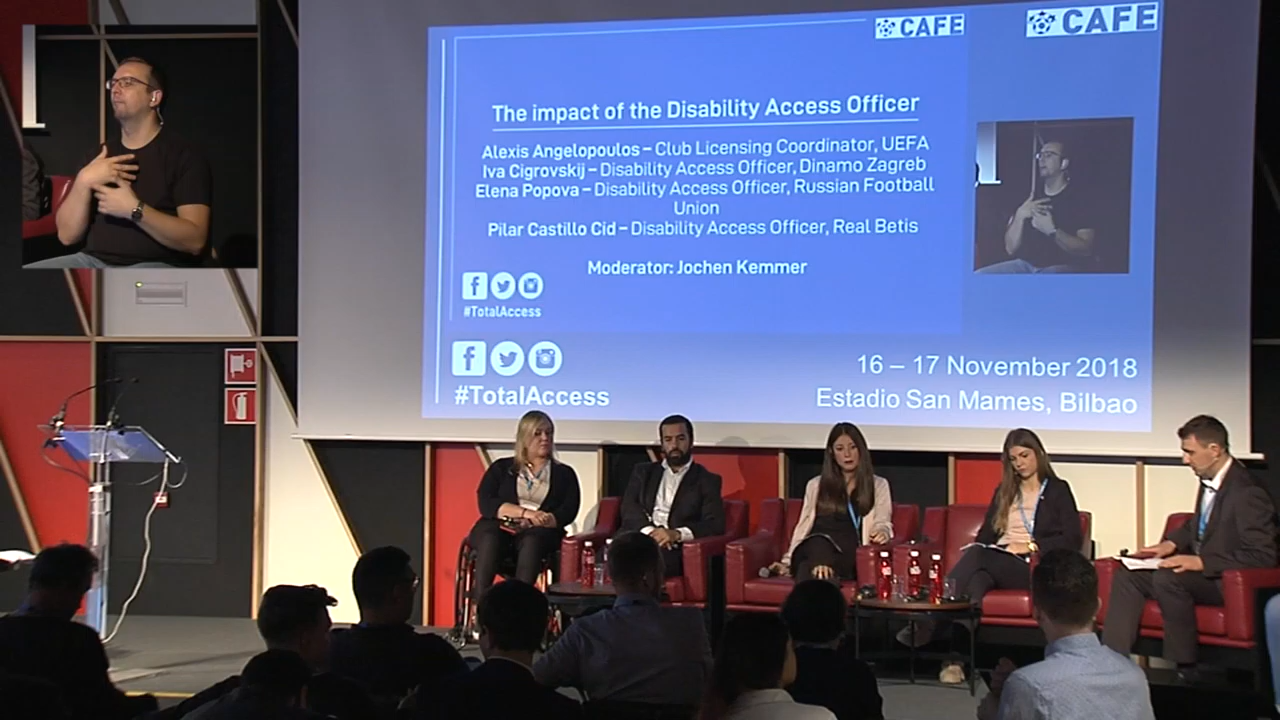 CAFE
CAFE
The impact of the Disability Access Officer
Alexis Angelopoulos – Club Licensing Coordinator, UEFA
Iva Cigrovskij – Disability Access Officer, Dinamo Zagreb
Elena Popova – Disability Access Officer, Russian Football
Union
Pilar Castillo Cid – Disability Access Officer, Real Betis
Moderator: Jochen Kemmer
#TotalAccess
#TotalAccess
16 – 17 November 2018
Estadio San Mames, Bilbao